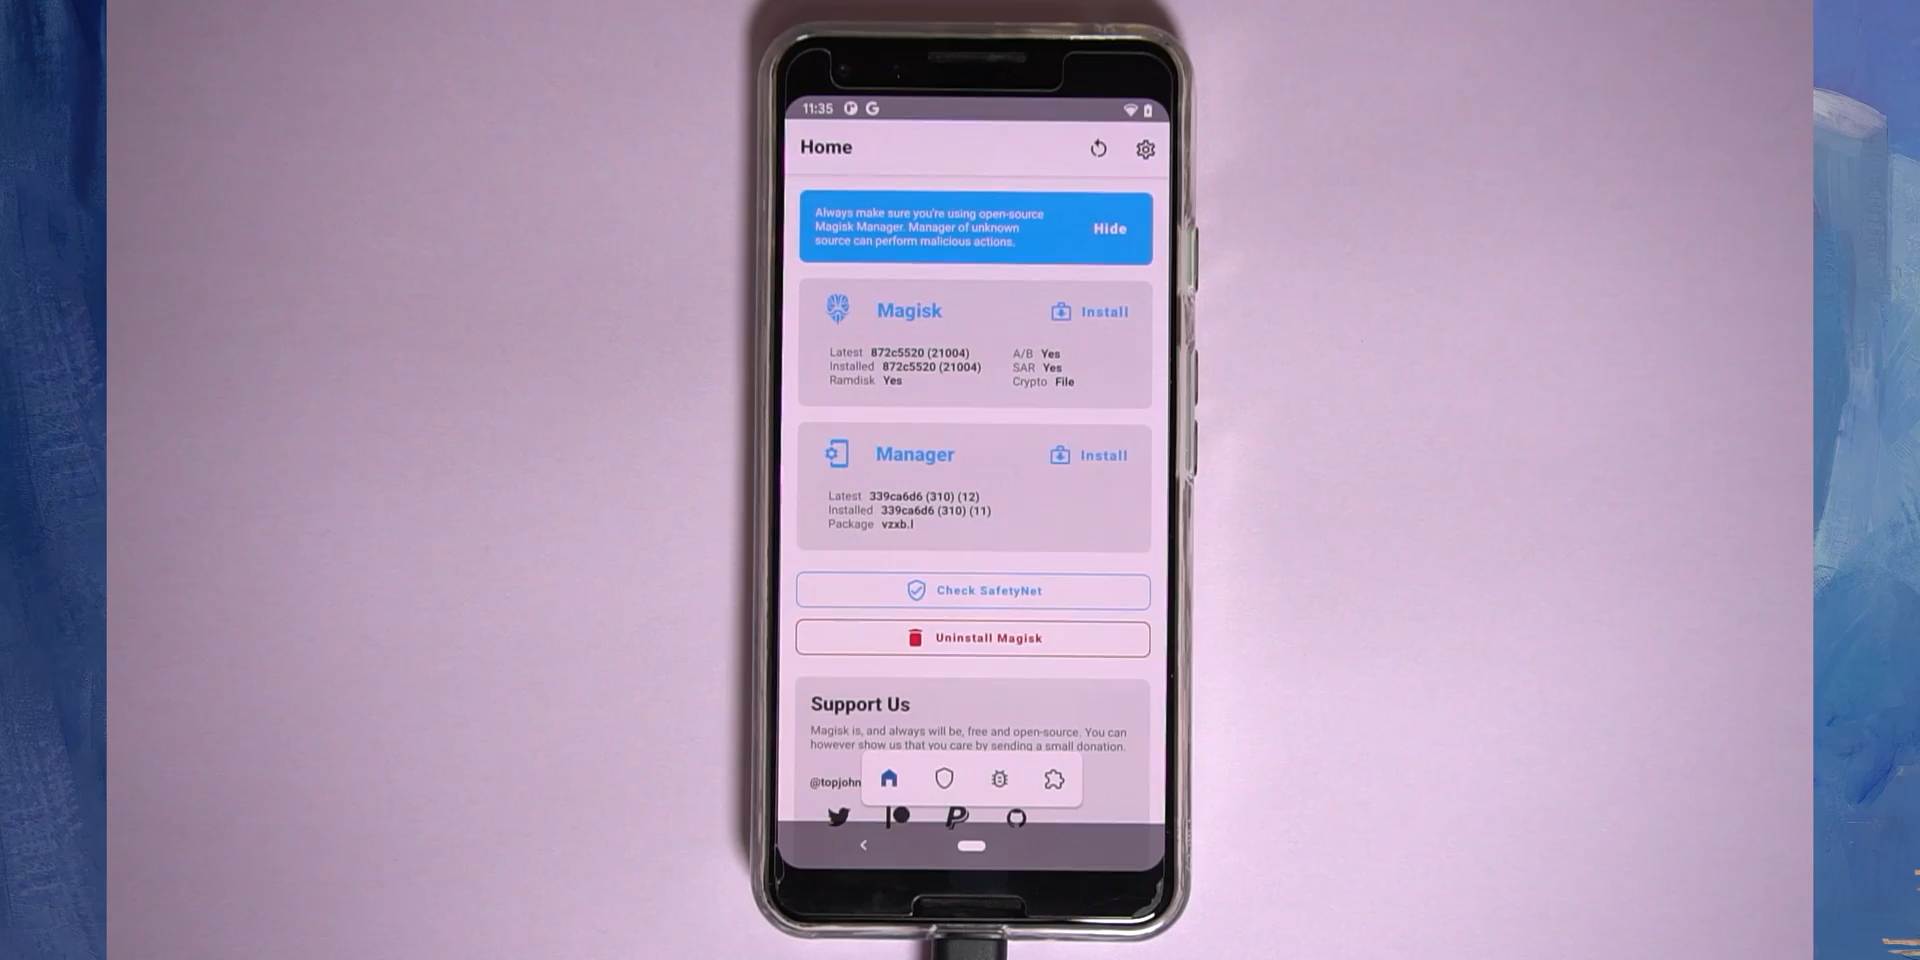 11:35
Home
Always make sure you're using open-source
Magisk Manager. Manager of unknown
source can perform malicious actions.
Hide
Magisk
Install
Latest 872c5520 (21004)
Installed 872c5520 (21004)
Ramdisk Yes
A/B Yes
SAR Yes
Crypto File
Manager
Install
Latest 339ca6d6 (310) (12)
Installed 339ca6d6 (310) (11)
Package vzxb.l
Check SafetyNet
Uninstall Magisk
Support Us
Magisk is, and always will be, free and open-source. You can
however show us that you care by sending a small donation.
@topjohn